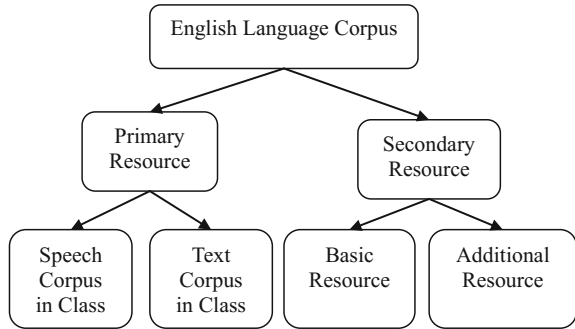 English Language Corpus
Primary
Resource
Secondary
Resource
Speech
Corpus
in Class
Text
Corpus
in Class
Basic
Resource
Additional
Resource